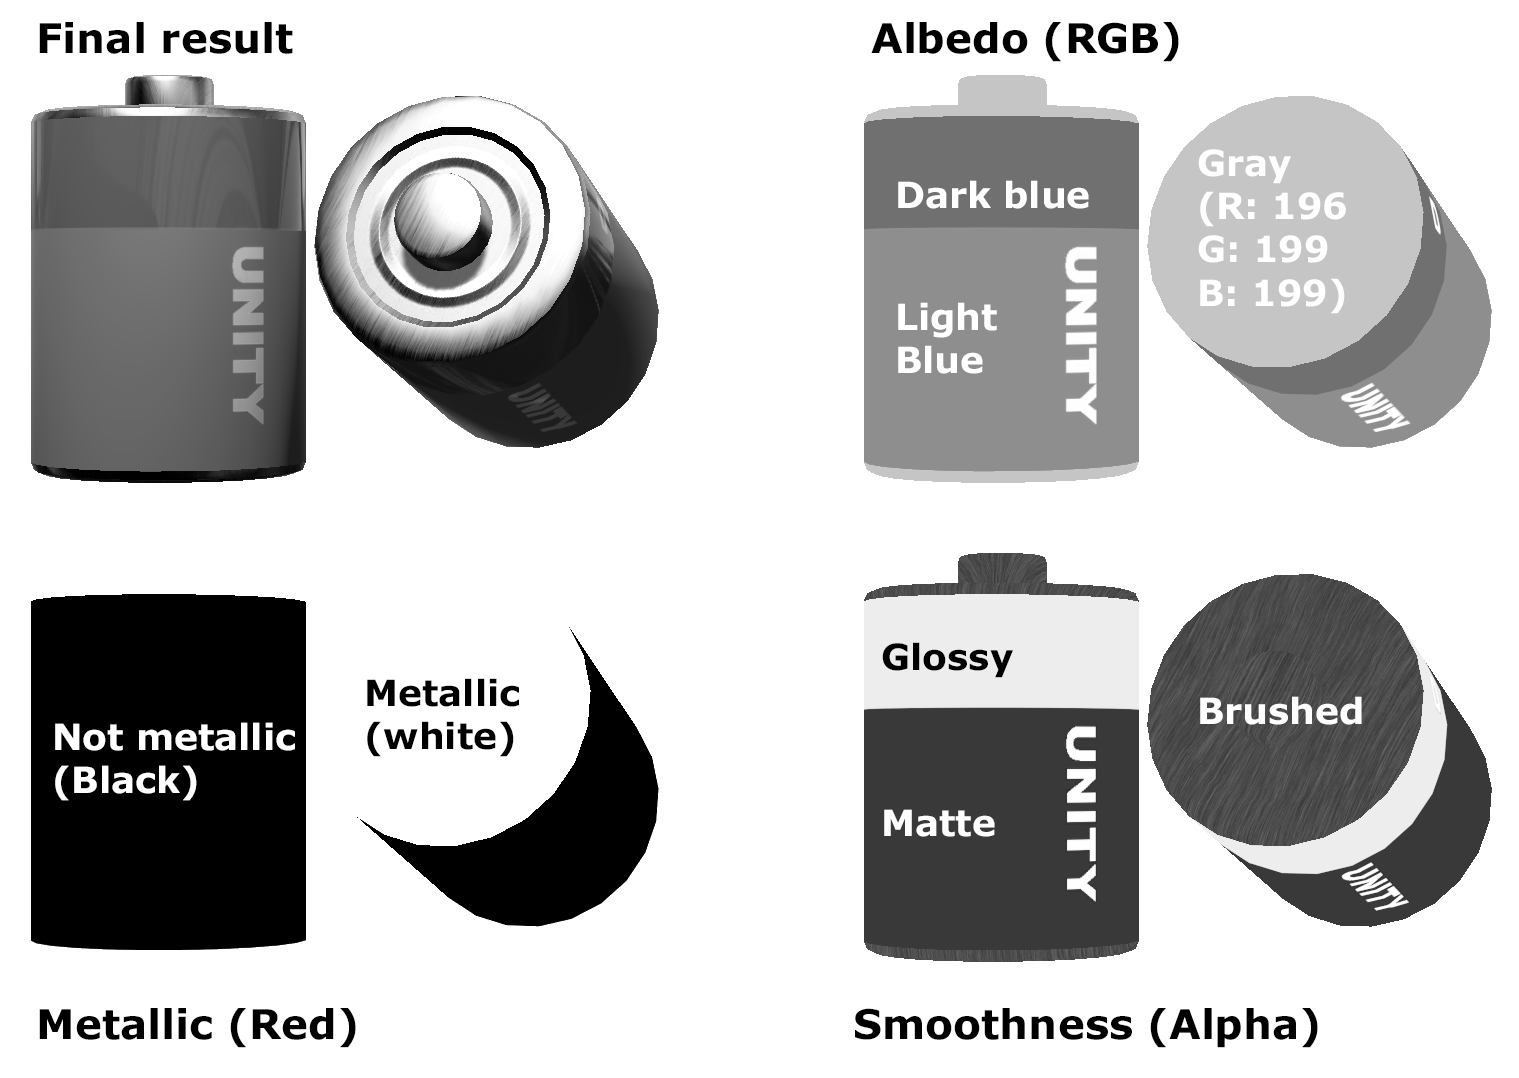 Final result
UNITY
UNITY
Albedo (RGB)
Dark blue
Light
Blue
UNITY
Gray
(R: 196
G: 199
B: 199)
UNITY
Not metallic
(Black)
Metallic
(white)
Metallic (Red)
Glossy
Matte
UNITY
Brushed
UNITY
Smoothness (Alpha)